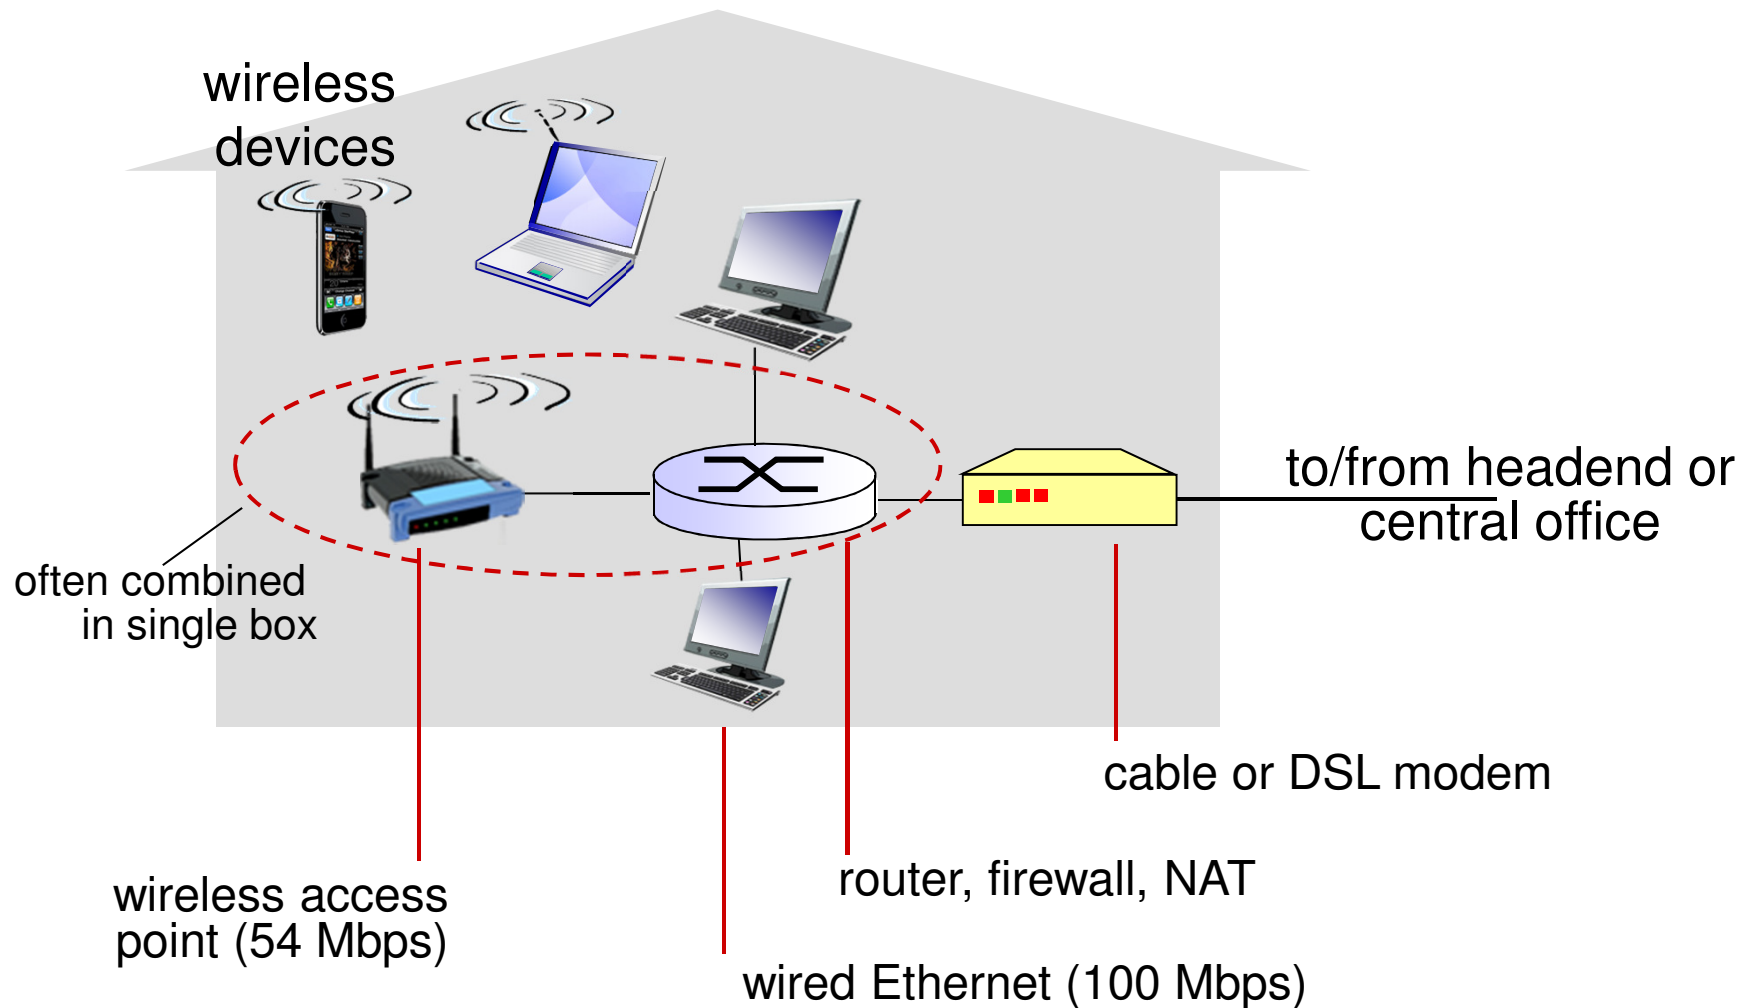 wireless
devices
to/from headend or
central office
often combined
in single box
cable or DSL modem
router, firewall, NAT
wireless access
point (54 Mbps)
wired Ethernet (100 Mbps)